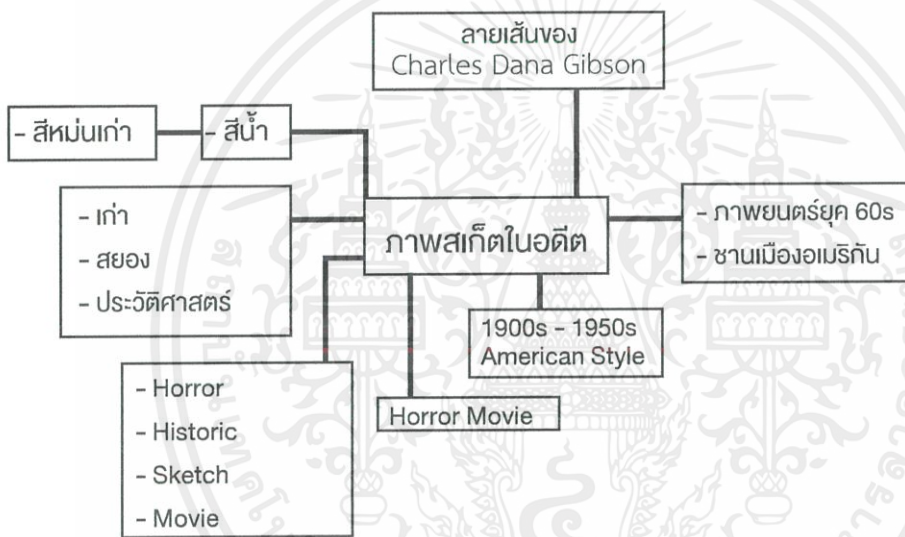 ลายเส้นของ
Charles Dana Gibson
- สีหม่นเก่า
- สีน้ำ
- เก่า
- สยอง
- ประวัติศาสตร์
ภาพสเก็ตในอดีต
- ภาพยนตร์ยุค 60s
- ชานเมืองอเมริกัน
1900s - 1950s
American Style
Horror Movie
- Horror
- Historic
- Sketch
- Movie